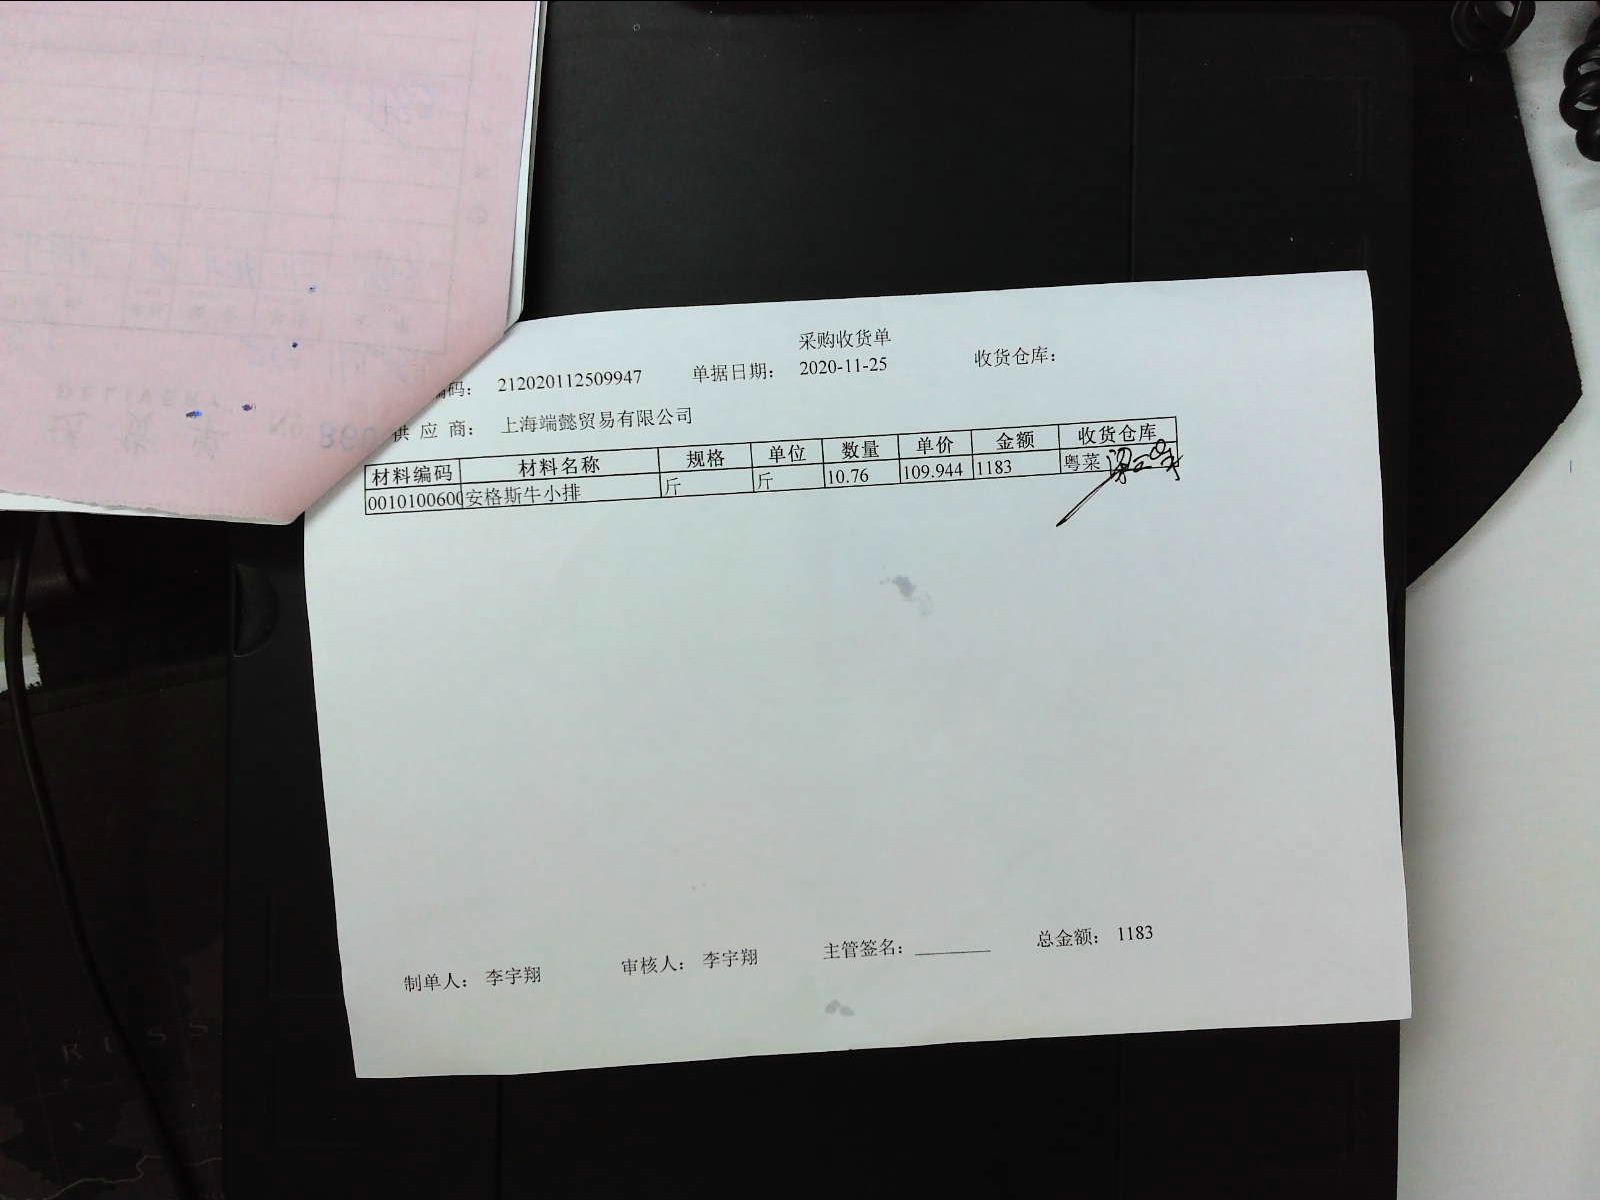 采购收货单
编码： 212020112509947 单据日期： 2020-11-25 收货仓库：
供 应 商： 上海端懿贸易有限公司
材料编码 材料名称 规格 单位 数量 单价 金额 收货仓库
0010100600 安格斯牛小排 斤 斤 10.76 109.944 1183 粤菜
制单人： 李宇翔 审核人： 李宇翔 主管签名： 总金额： 1183
DELIVERY